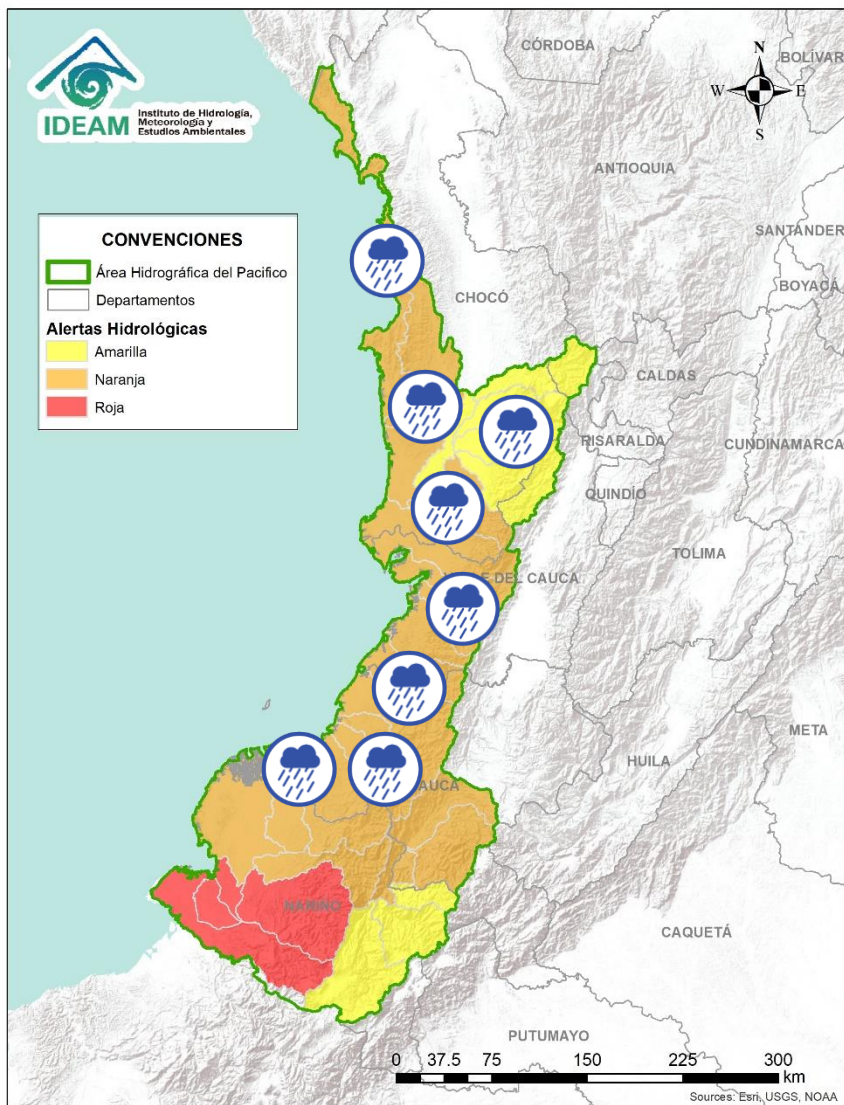 CÓRDOBA
BOLÍVAR
N
W
E
S
IDEAM
Instituto de Hidrología,
Meteorología y
Estudios Ambientales
ANTIOQUIA
SANTANDER
CONVENCIONES
Área Hidrográfica del Pacifico
Departamentos
Alertas Hidrológicas
Amarilla
Naranja
Roja
BOYACÁ
CHOCÓ
CALDAS
RISARALDA
CUNDINAMARCA
QUINDÍO
TOLIMA
E DEL CAUCA
META
HUILA
AUCA
NARIÑO
CAQUETÁ
PUTUMAYO
0 37.5 75 150 225 300
km
Sources: Esri, USGS, NOAA